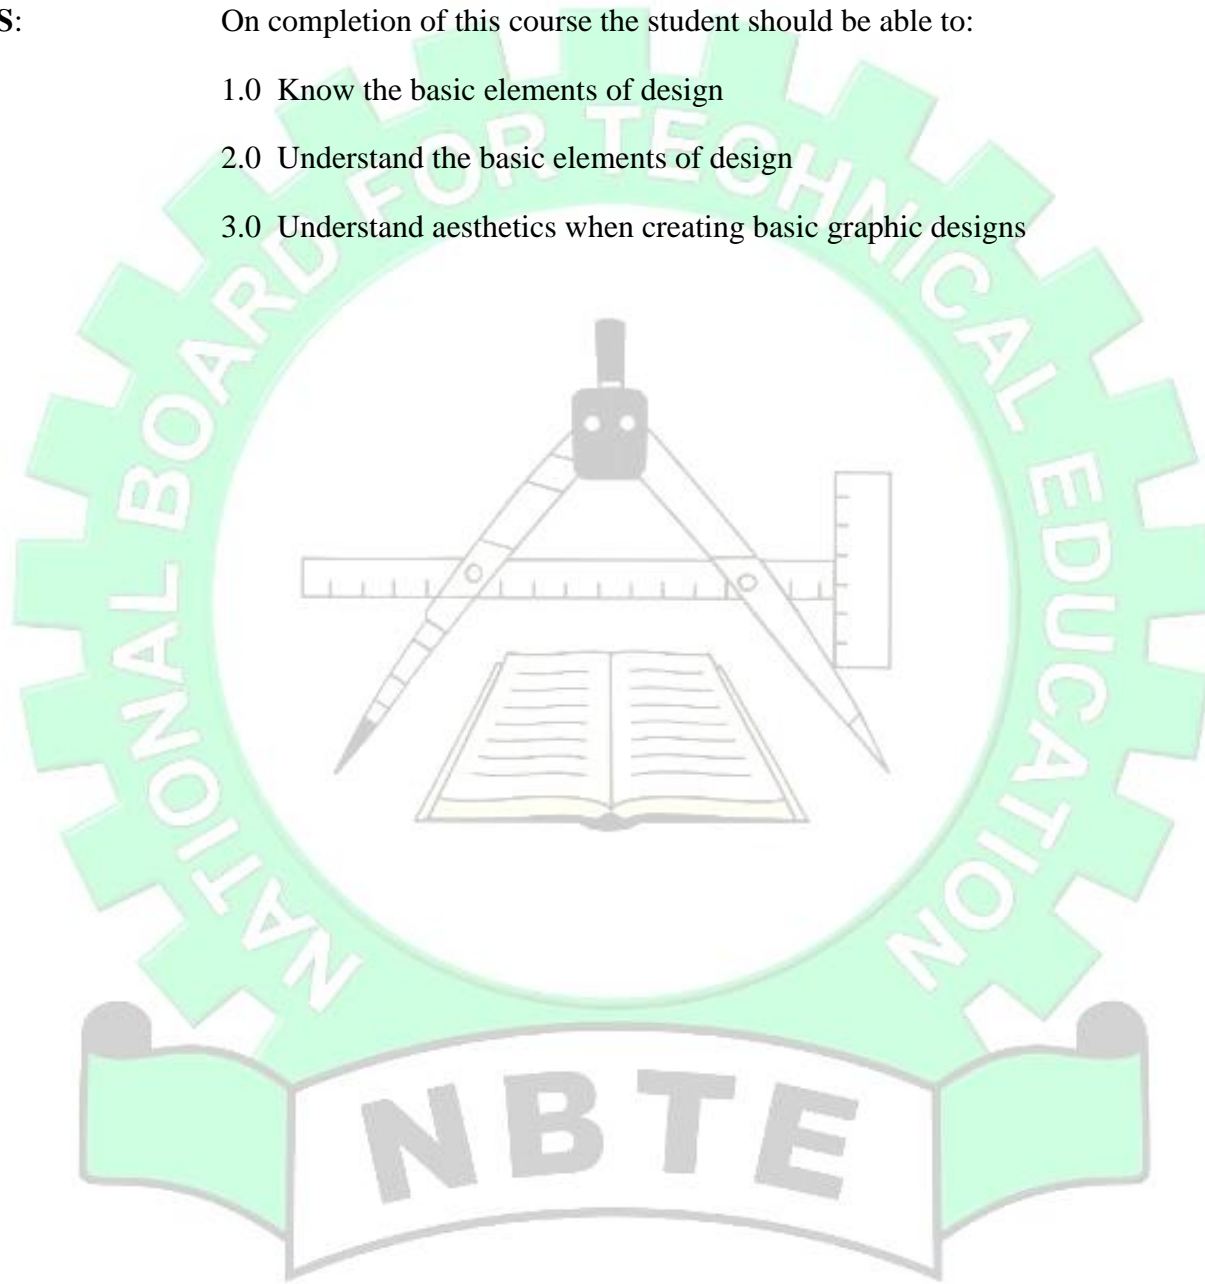 S: On completion of this course the student should be able to:
1.0 Know the basic elements of design
2.0 Understand the basic elements of design
3.0 Understand aesthetics when creating basic graphic designs
NATIONAL BOARD FOR TECHNICAL EDUCATION
NBTE